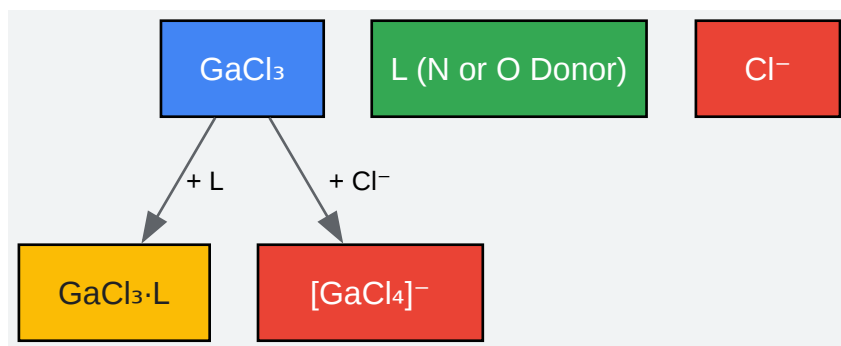 GaCl₃
L (N or O Donor)
Cl⁻
+ L
+ Cl⁻
GaCl₃·L
[GaCl₄]⁻